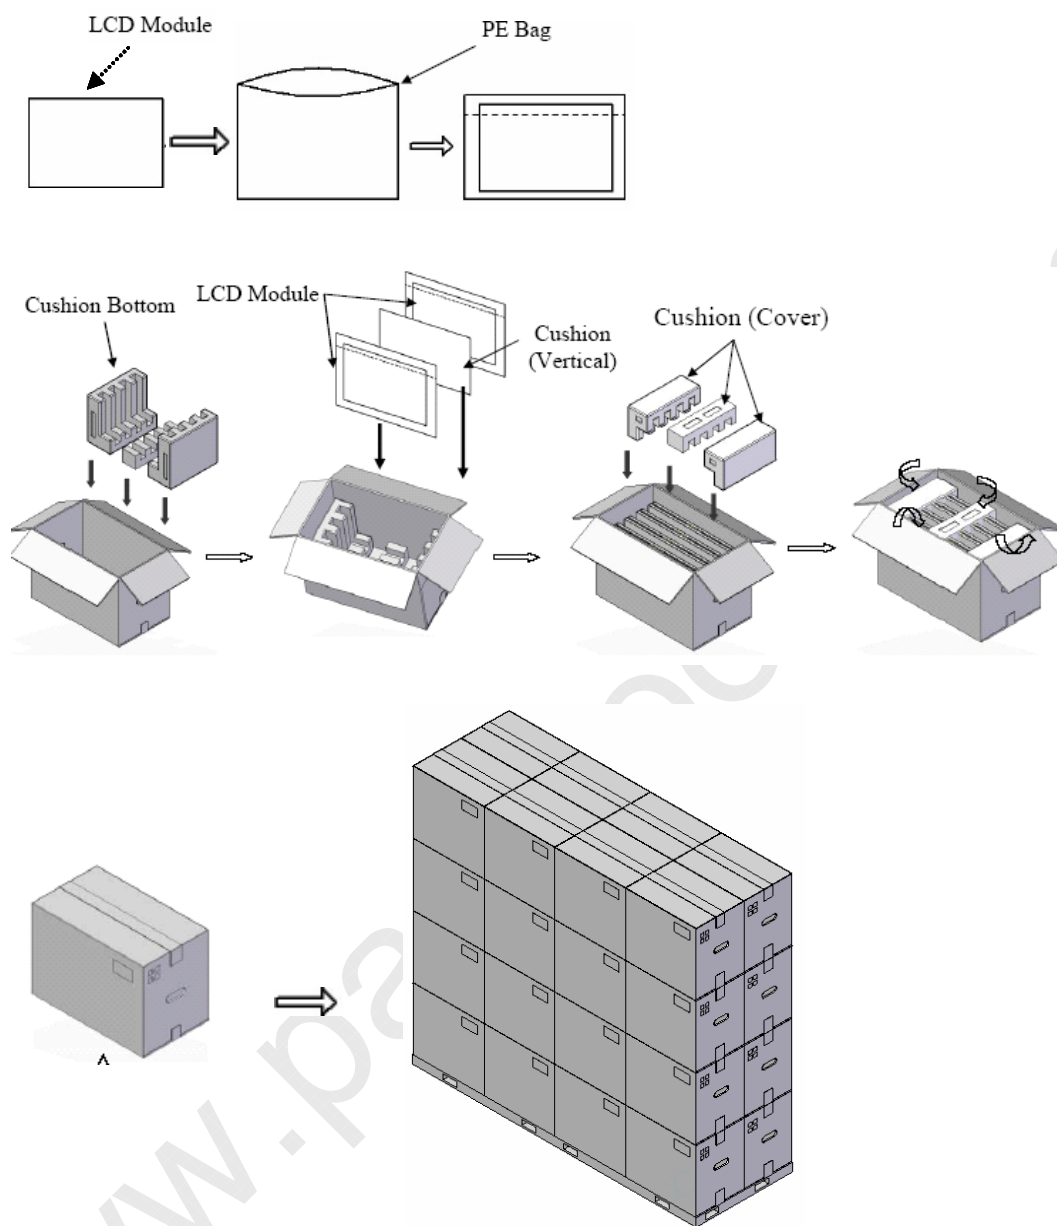 LCD Module
PE Bag
Cushion Bottom
LCD Module
Cushion
(Vertical)
Cushion (Cover)